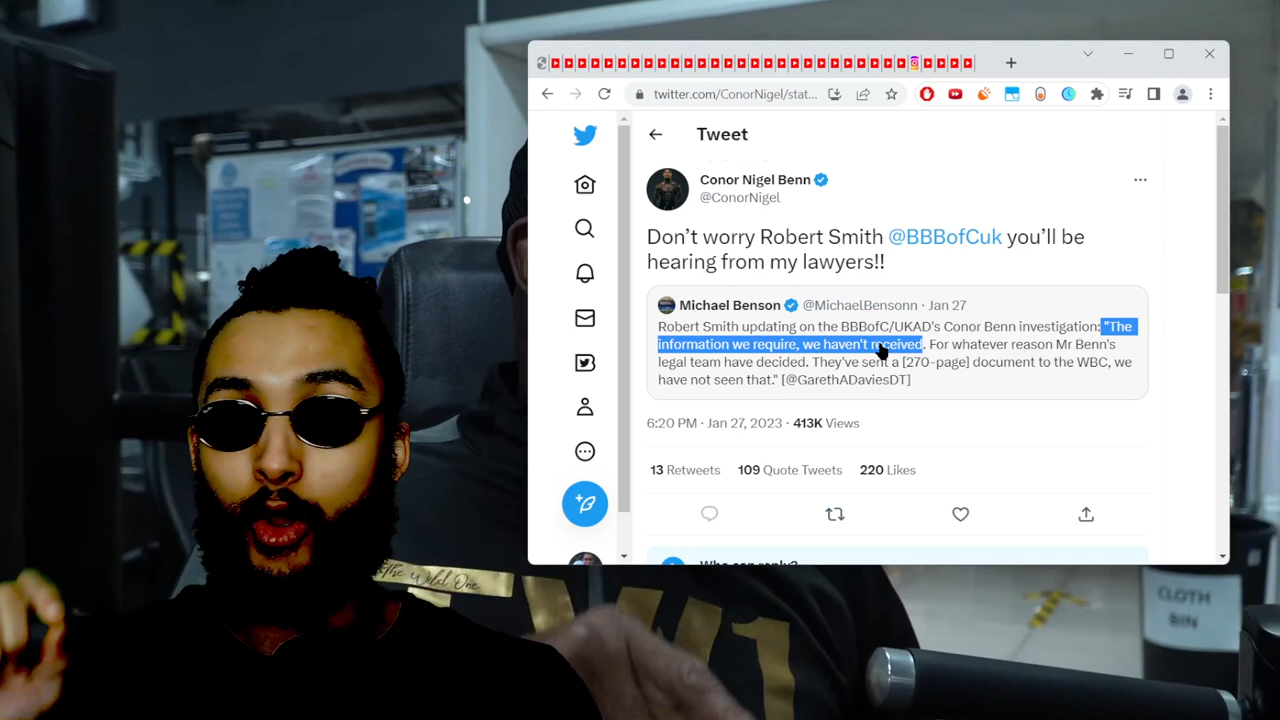 twitter.com/ConorNigel/stat...
Tweet
Conor Nigel Benn
@ConorNigel
Don't worry Robert Smith @BBBofCuk you'll be
hearing from my lawyers!!
Michael Benson @MichaelBensonn · Jan 27
Robert Smith updating on the BBBofC/UKAD's Conor Benn investigation: "The
information we require, we haven't received. For whatever reason Mr Benn's
legal team have decided. They've sent a [270-page] document to the WBC, we
have not seen that." [@GarethADaviesDT]
6:20 PM · Jan 27, 2023 · 413K Views
13 Retweets 109 Quote Tweets 220 Likes
Who can reply?
The Wild One
CLOTH
BIN